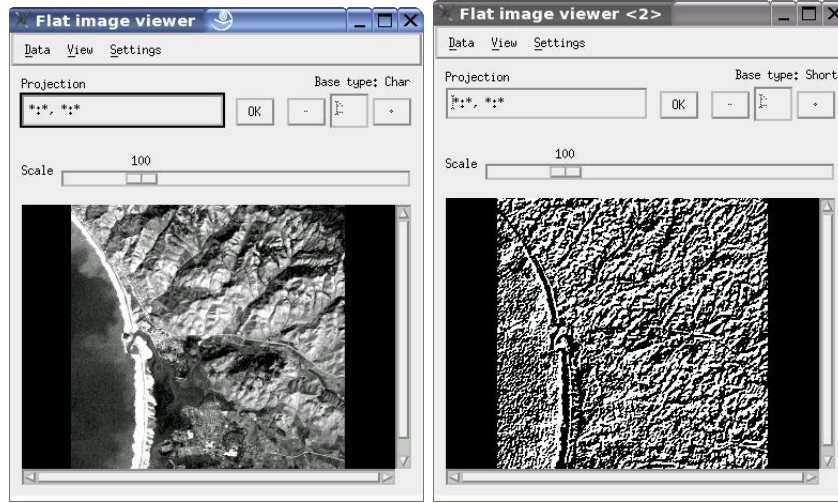 Flat image viewer
Data View Settings
Projection
Base type: Char
*:*, *:*
OK - +
100
Scale
Flat image viewer <2>
Data View Settings
Projection
Base type: Short
*:*, *:*
OK - +
100
Scale